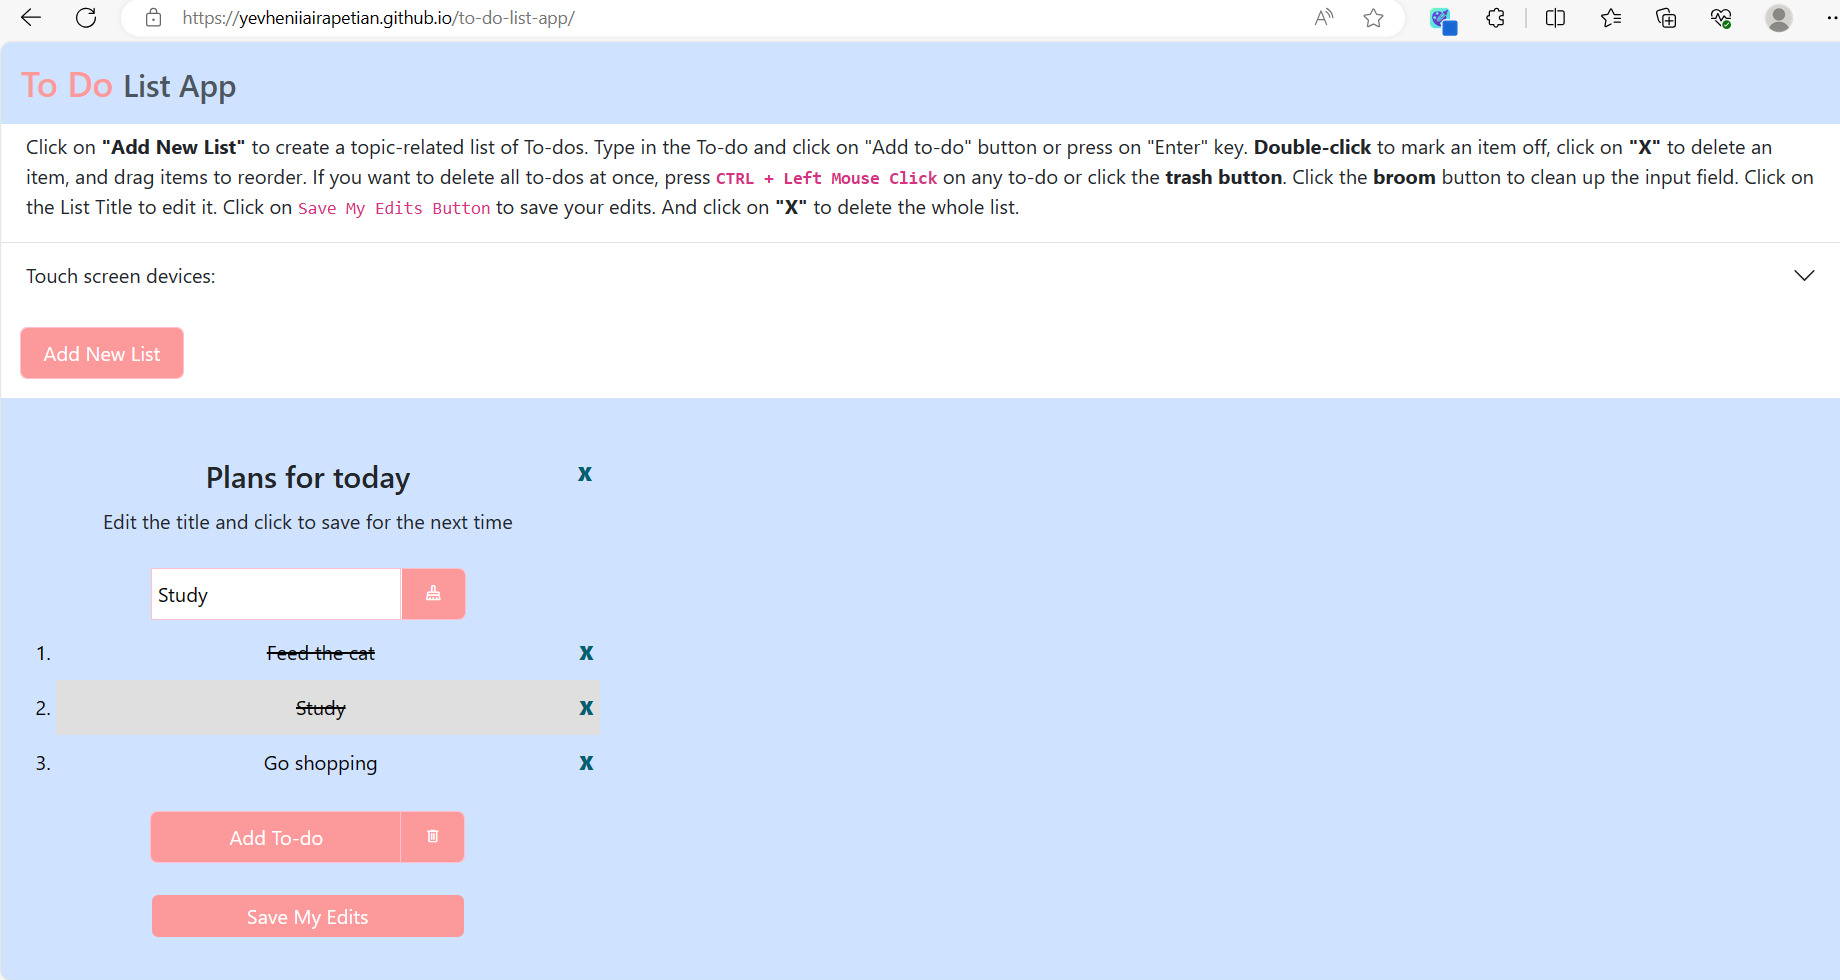 https://yevheniiairapetian.github.io/to-do-list-app/
To Do List App
Click on "Add New List" to create a topic-related list of To-dos. Type in the To-do and click on "Add to-do" button or press on "Enter" key. Double-click to mark an item off, click on "X" to delete an
item, and drag items to reorder. If you want to delete all to-dos at once, press CTRL + Left Mouse Click on any to-do or click the trash button. Click the broom button to clean up the input field. Click on
the List Title to edit it. Click on Save My Edits Button to save your edits. And click on "X" to delete the whole list.
Touch screen devices:
Add New List
Plans for today X
Edit the title and click to save for the next time
Study
1. Feed the cat X
2. Study X
3. Go shopping X
Add To-do
Save My Edits